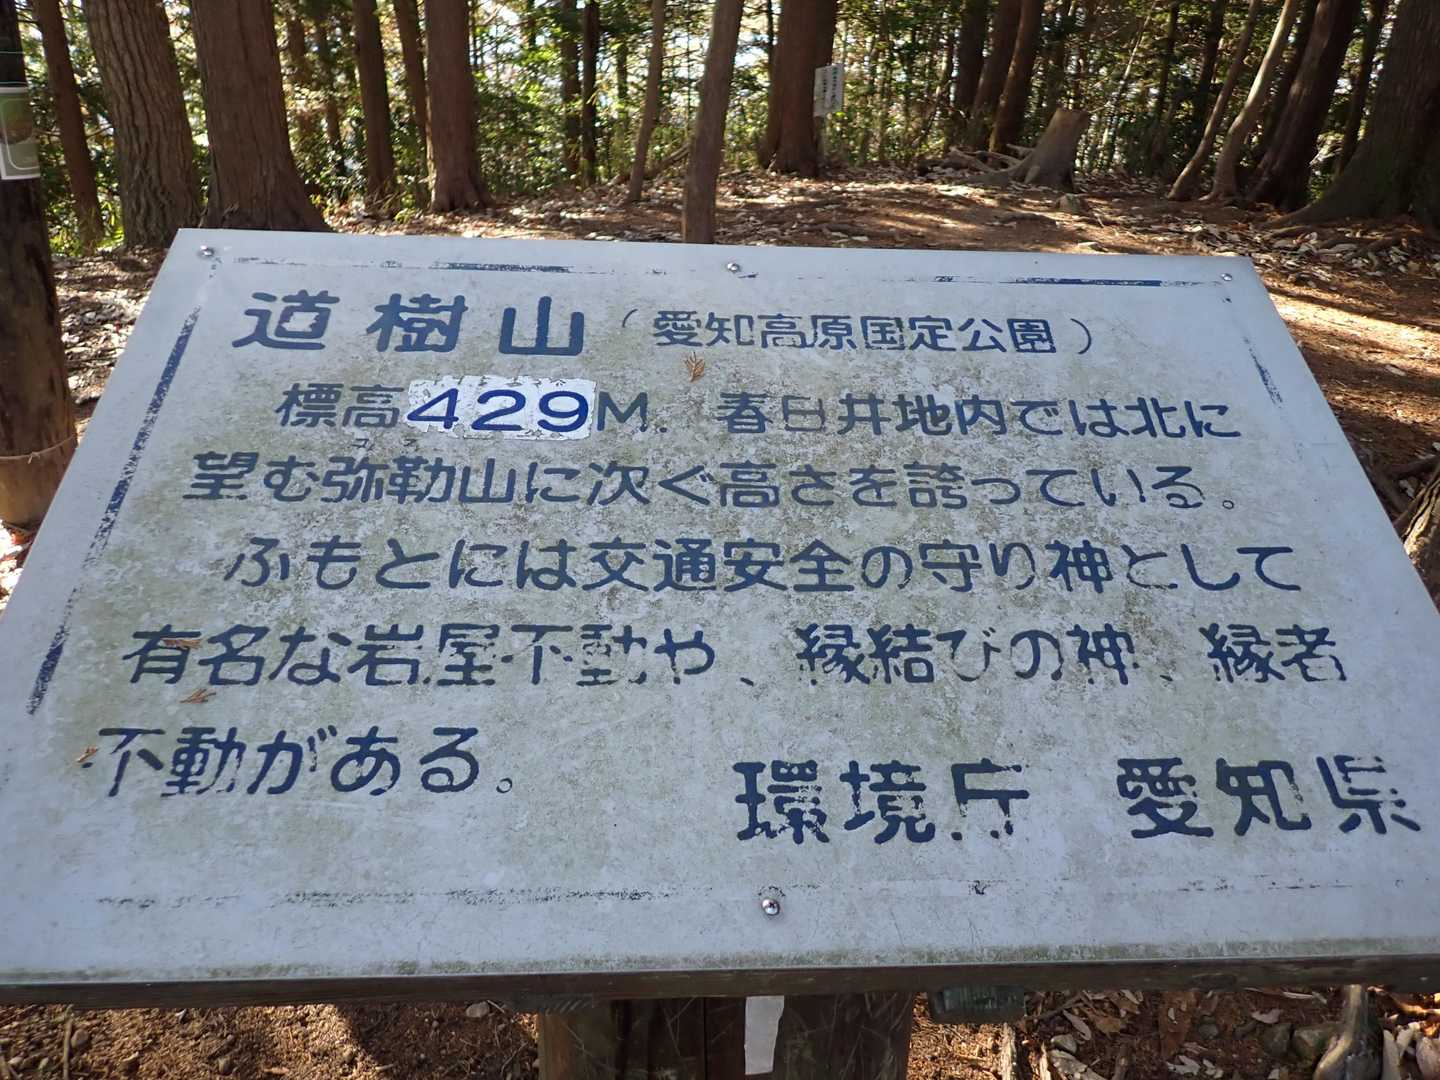 道樹山（愛知高原国定公園）
標高429M. 春日井地内では北に
望む弥勒山に次ぐ高さを誇っている。
ふもとには交通安全の守り神として
有名な岩屋不動や、縁結びの神、縁者
不動がある。
環境庁 愛知県